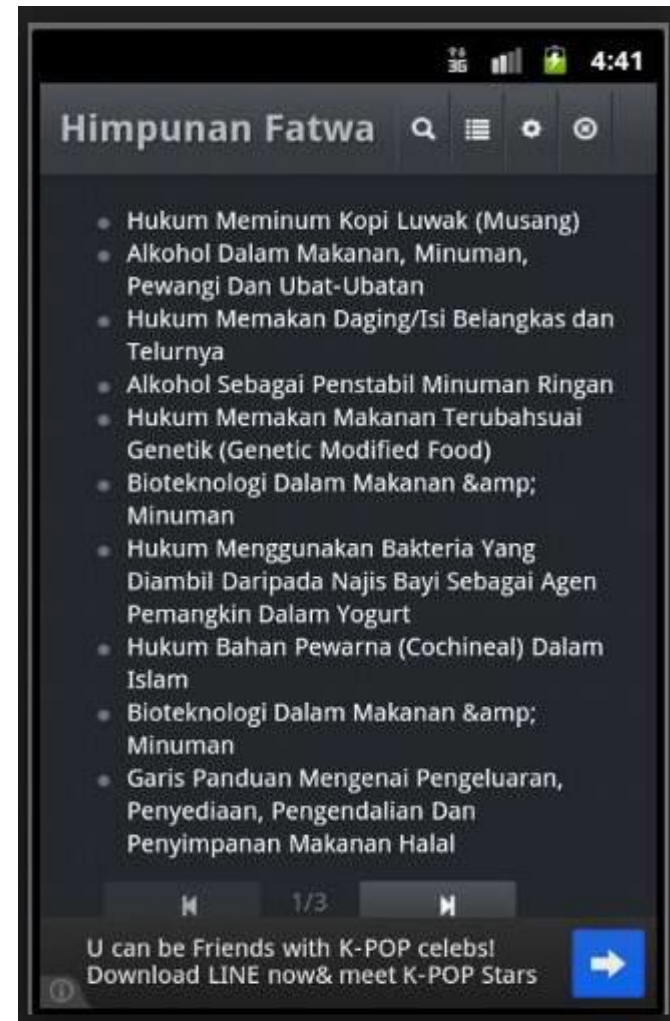 3G 4:41
Himpunan Fatwa
Hukum Meminum Kopi Luwak (Musang)
Alkohol Dalam Makanan, Minuman,
Pewangi Dan Ubat-Ubatan
Hukum Memakan Daging/Isi Belangkas dan
Telurnya
Alkohol Sebagai Penstabil Minuman Ringan
Hukum Memakan Makanan Terubahsuai
Genetik (Genetic Modified Food)
Bioteknologi Dalam Makanan &amp;
Minuman
Hukum Menggunakan Bakteria Yang
Diambil Daripada Najis Bayi Sebagai Agen
Pemangkin Dalam Yogurt
Hukum Bahan Pewarna (Cochineal) Dalam
Islam
Bioteknologi Dalam Makanan &amp;
Minuman
Garis Panduan Mengenai Pengeluaran,
Penyediaan, Pengendalian Dan
Penyimpanan Makanan Halal
1/3
U can be Friends with K-POP celebs!
Download LINE now& meet K-POP Stars